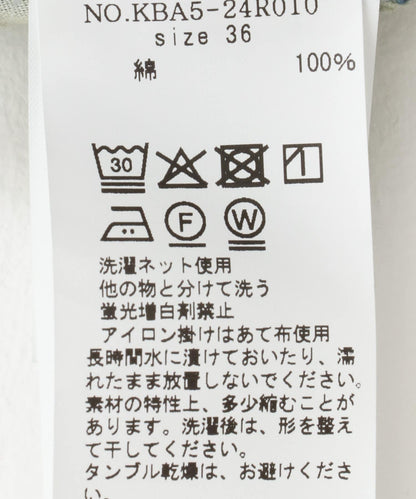 NO.KBA5-24R010
size 36
綿 100%
30
F W
洗濯ネット使用
他の物と分けて洗う
蛍光増白剤禁止
アイロン掛けはあて布使用
長時間水に漬けておいたり、濡
れたまま放置しないでください。
素材の特性上、多少縮むことが
あります。洗濯後は、形を整え
て干してください。
タンブル乾燥は、お避けくださ